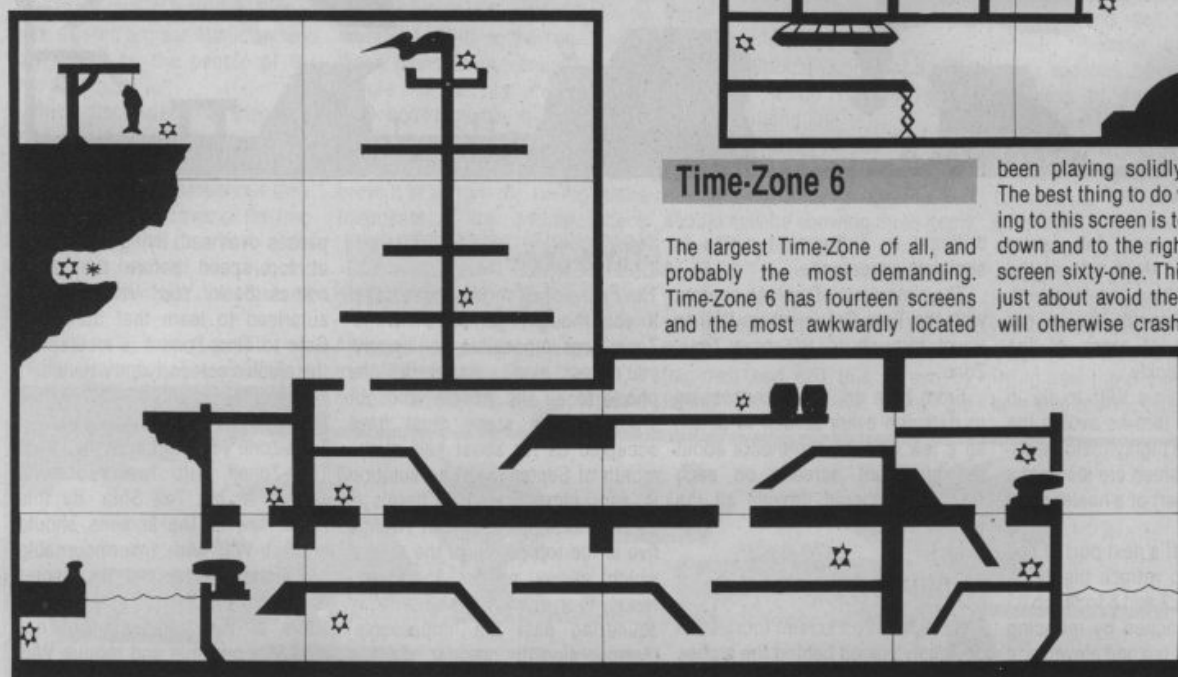 Time-Zone 6
The largest Time-Zone of all, and
probably the most demanding.
Time-Zone 6 has fourteen screens
and the most awkwardly located
been playing solidly
The best thing to do
ing to this screen is t
down and to the righ
screen sixty-one. Thi
just about avoid the
will otherwise crash